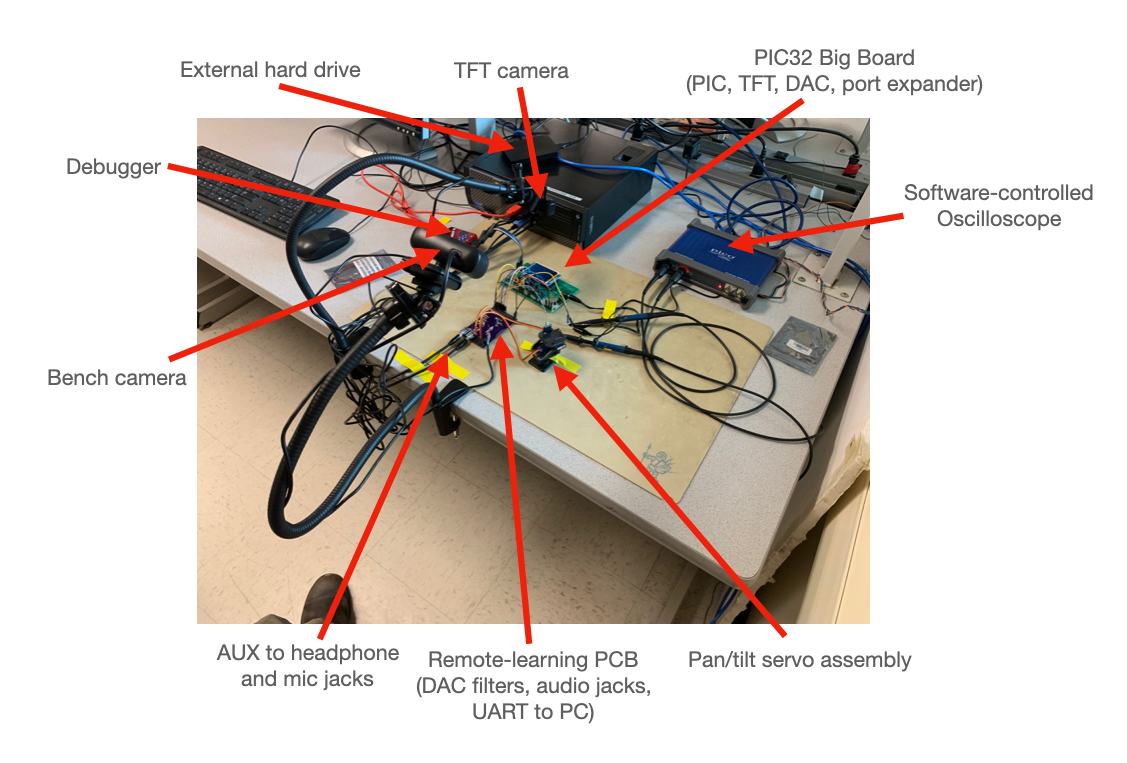 External hard drive
TFT camera
PIC32 Big Board
(PIC, TFT, DAC, port expander)
Debugger
Software-controlled
Oscilloscope
pico
Bench camera
AUX to headphone
and mic jacks
Remote-learning PCB
(DAC filters, audio jacks,
UART to PC)
Pan/tilt servo assembly